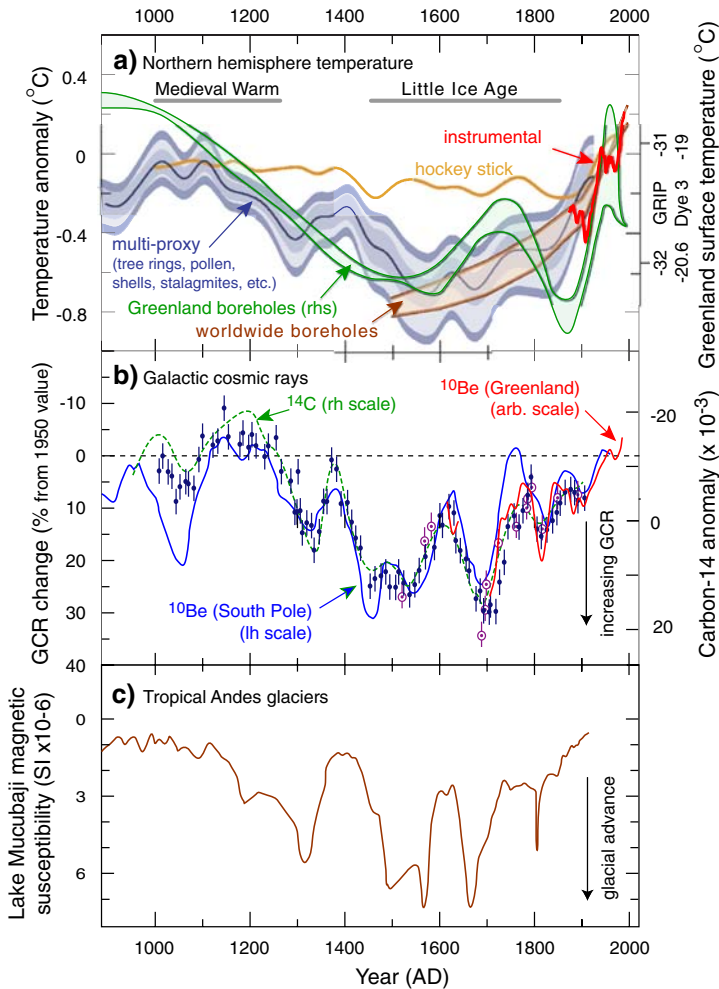 1000 1200 1400 1600 1800 2000
a) Northern hemisphere temperature
Medieval Warm
Little Ice Age
0.4
0
-0.4
-0.8
Temperature anomaly (°C)
instrumental
hockey stick
multi-proxy
(tree rings, pollen,
shells, stalagmites, etc.)
Greenland boreholes (rhs)
worldwide boreholes
-31
-32
GRIP
-19
-20.6
Dye 3
Greenland surface temperature (°C)
b) Galactic cosmic rays
-10
0
10
20
30
40
GCR change (% from 1950 value)
14C (rh scale)
10Be (Greenland)
(arb. scale)
10Be (South Pole)
(lh scale)
increasing GCR
-20
0
20
Carbon-14 anomaly (x 10-3)
c) Tropical Andes glaciers
0
3
6
Lake Mucubaji magnetic
susceptibility (SI x10-6)
glacial advance
1000 1200 1400 1600 1800 2000
Year (AD)